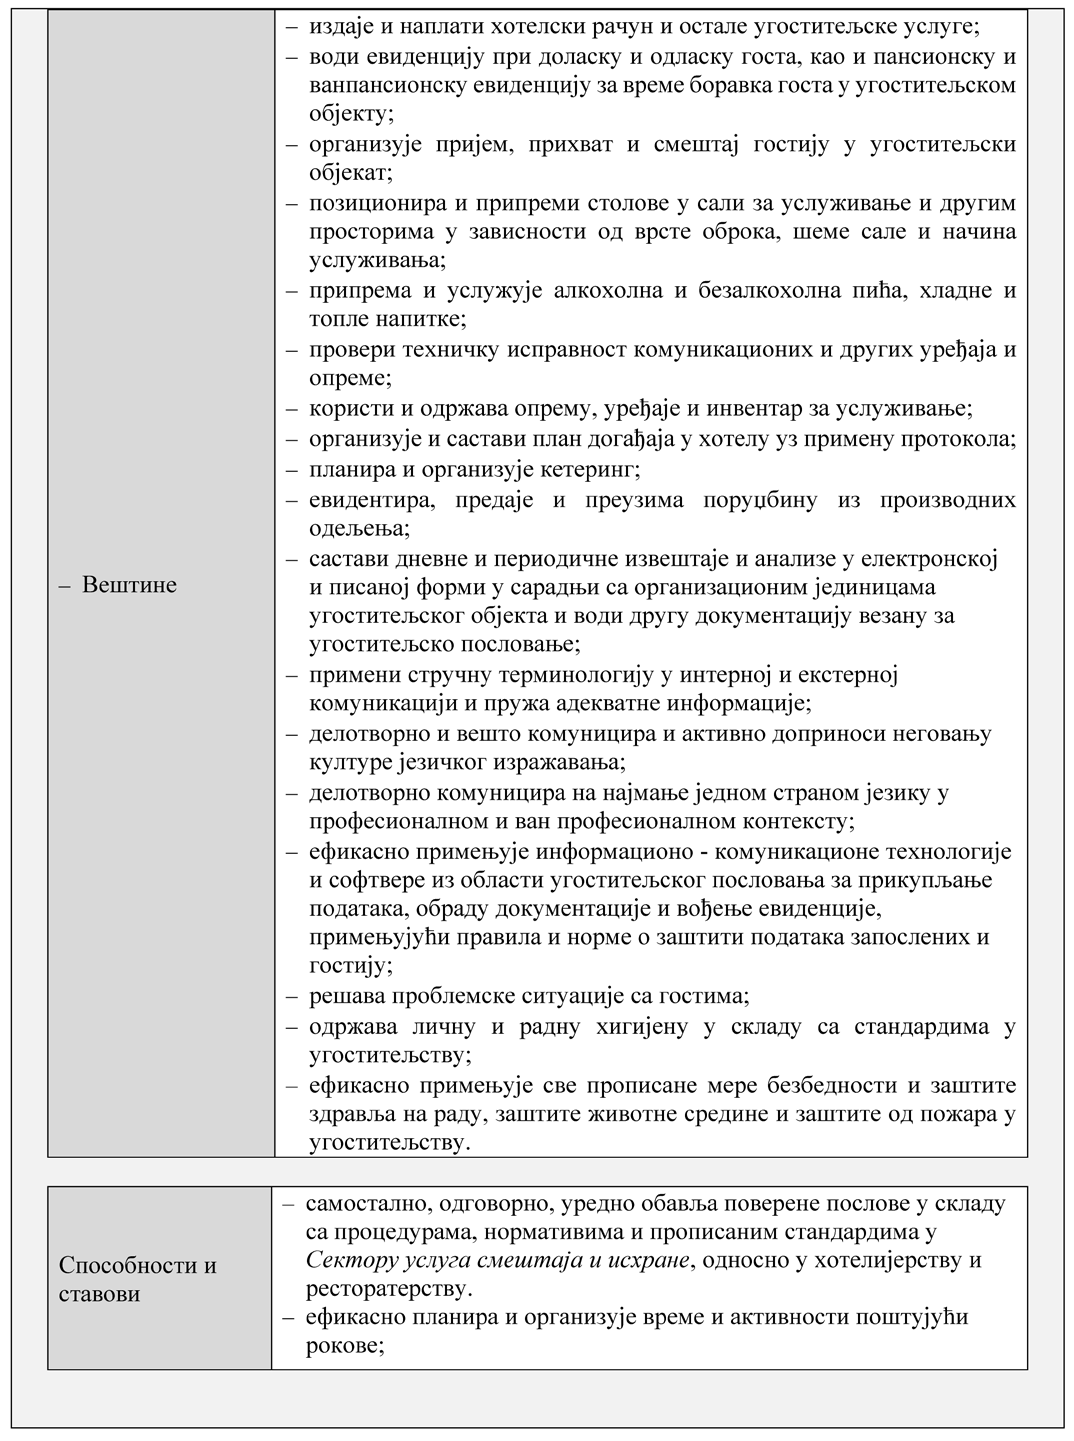 – издаје и наплати хотелски рачун и остале угоститељске услуге;
– води евиденцију при доласку и одласку госта, као и пансионску и
ванпансионску евиденцију за време боравка госта у угоститељском
објекту;
– организује пријем, прихват и смештај гостију у угоститељски
објекат;
– позиционира и припреми столове у сали за услуживање и другим
просторима у зависности од врсте оброка, шеме сале и начина
услуживања;
– припрема и услужује алкохолна и безалкохолна пића, хладне и
топле напитке;
– провери техничку исправност комуникационих и других уређаја и
опреме;
– користи и одржава опрему, уређаје и инвентар за услуживање;
– организује и састави план догађаја у хотелу уз примену протокола;
– планира и организује кетеринг;
– евидентира, предаје и преузима поруџбину из производних
одељења;
– Вештине
– састави дневне и периодичне извештаје и анализе у електронској
и писаној форми у сарадњи са организационим јединицама
угоститељског објекта и води другу документацију везану за
угоститељско пословање;
– примени стручну терминологију у интерној и екстерној
комуникацији и пружа адекватне информације;
– делотворно и вешто комуницира и активно доприноси неговању
културе језичког изражавања;
– делотворно комуницира на најмање једном страном језику у
професионалном и ван професионалном контексту;
– ефикасно примењује информационо - комуникационе технологије
и софтвере из области угоститељског пословања за прикупљање
података, обраду документације и вођење евиденције,
примењујући правила и норме о заштити података запослених и
гостију;
– решава проблемске ситуације са гостима;
– одржава личну и радну хигијену у складу са стандардима у
угоститељству;
– ефикасно примењује све прописане мере безбедности и заштите
здравља на раду, заштите животне средине и заштите од пожара у
угоститељству.
Способности и
ставови
– самостално, одговорно, уредно обавља поверене послове у складу
са процедурама, нормативима и прописаним стандардима у
Сектору услуга смештаја и исхране, односно у хотелијерству и
ресторатерству.
– ефикасно планира и организује време и активности поштујући
рокове;